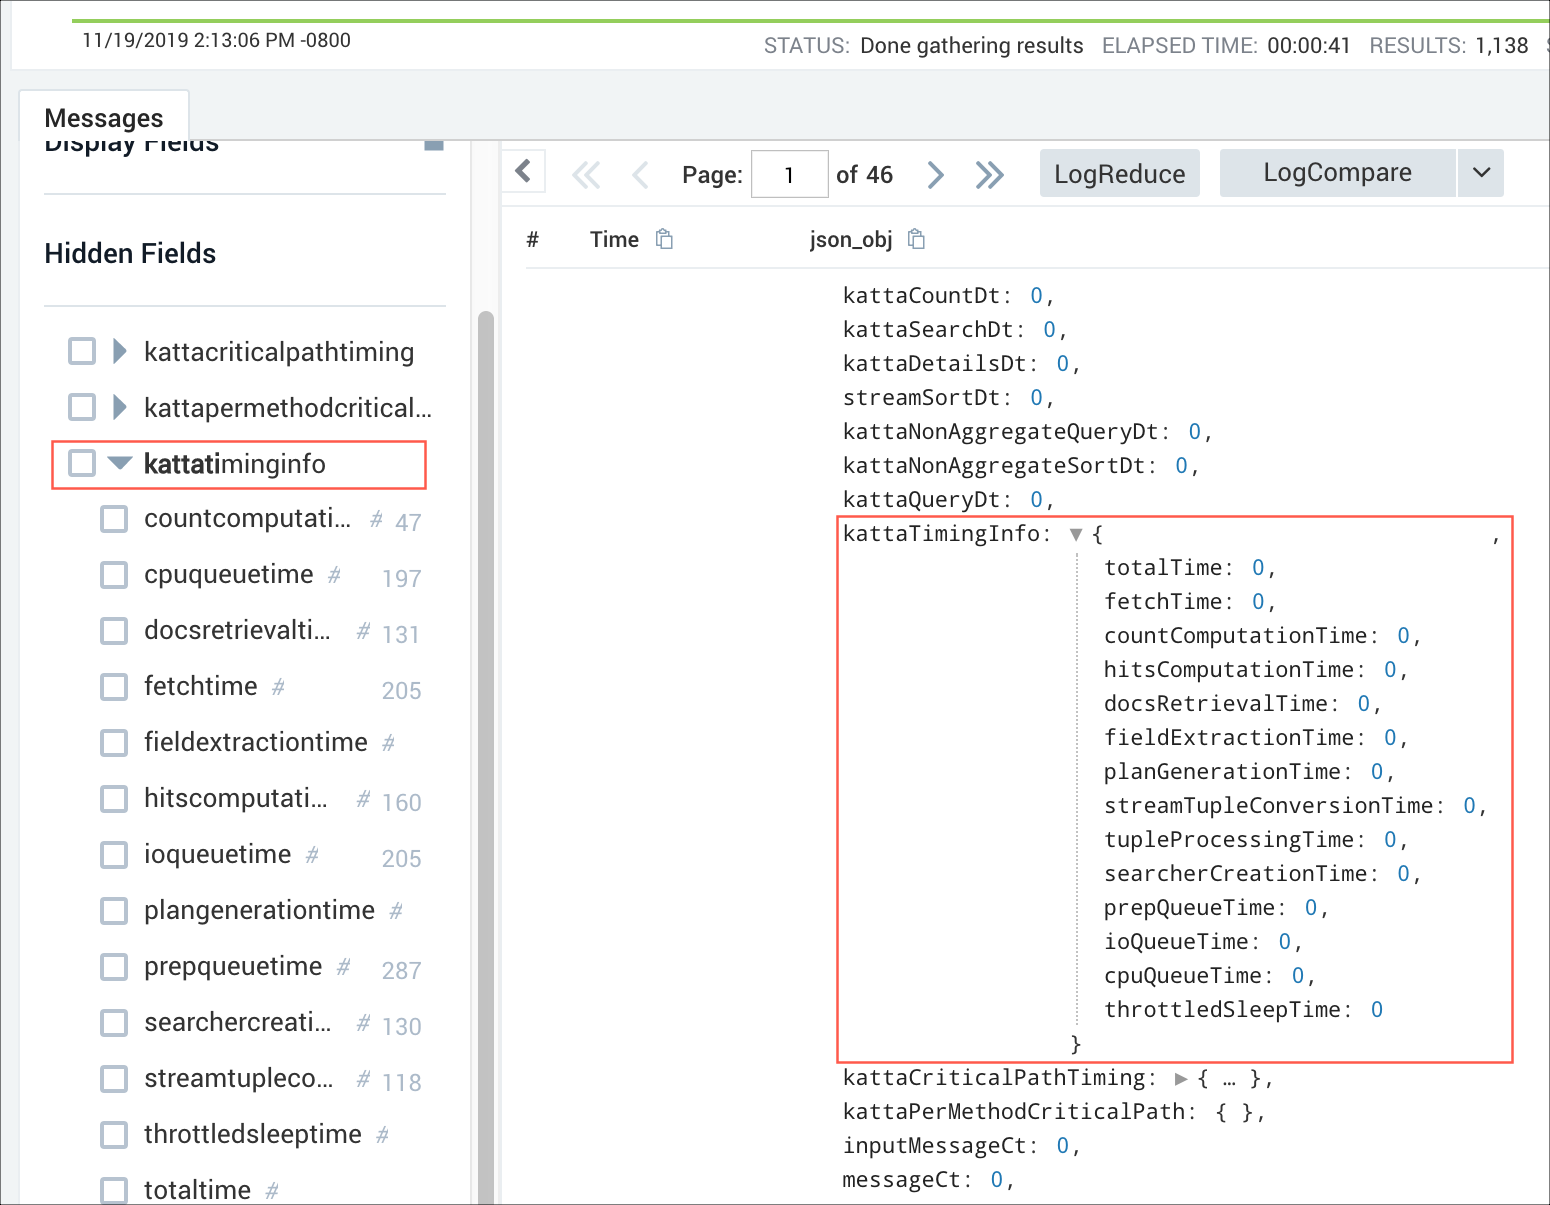 11/19/2019 2:13:06 PM -0800
STATUS: Done gathering results ELAPSED TIME: 00:00:41 RESULTS: 1,138
Messages
Display Fields
Hidden Fields
kattacriticalpathtiming
kattapermethodcritical...
kattatiminginfo
countcomputati... # 47
cpuqueuetime # 197
docsretrievalti... # 131
fetchtime # 205
fieldextractiontime #
hitscomputati... # 160
ioqueuetime # 205
plangenerationtime #
prepqueuetime # 287
searchercreati... # 130
streamtupleco... # 118
throttledsleeptime #
totaltime #
Page: 1 of 46 LogReduce LogCompare
# Time json_obj
kattaCountDt: 0,
kattaSearchDt: 0,
kattaDetailsDt: 0,
streamSortDt: 0,
kattaNonAggregateQueryDt: 0,
kattaNonAggregateSortDt: 0,
kattaQueryDt: 0,
kattaTimingInfo: ▼ { ,
totalTime: 0,
fetchTime: 0,
countComputationTime: 0,
hitsComputationTime: 0,
docsRetrievalTime: 0,
fieldExtractionTime: 0,
planGenerationTime: 0,
streamTupleConversionTime: 0,
tupleProcessingTime: 0,
searcherCreationTime: 0,
prepQueueTime: 0,
ioQueueTime: 0,
cpuQueueTime: 0,
throttledSleepTime: 0
}
kattaCriticalPathTiming: ▶ { … },
kattaPerMethodCriticalPath: { },
inputMessageCt: 0,
messageCt: 0,